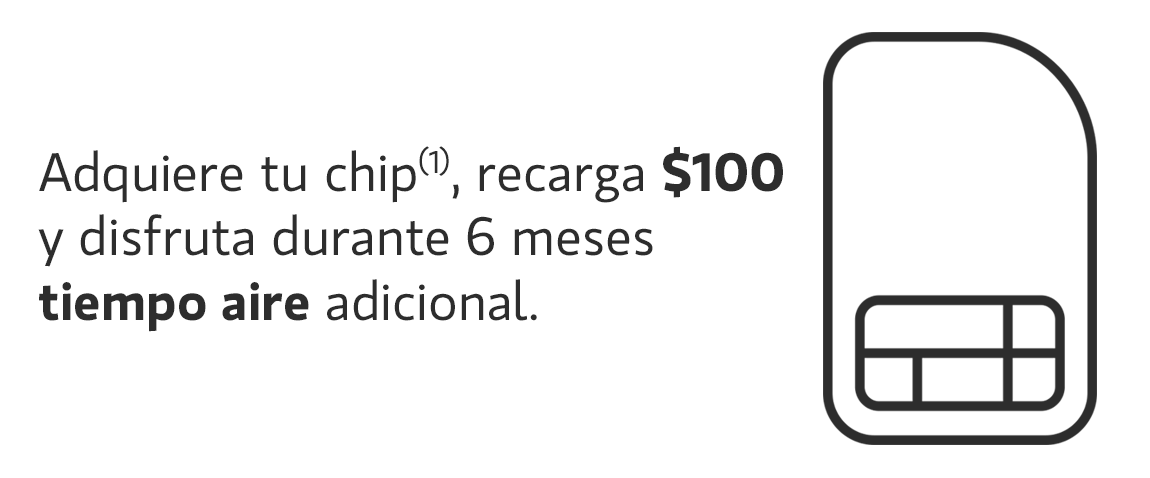 Adquiere tu chip(1), recarga $100
y disfruta durante 6 meses
tiempo aire adicional.